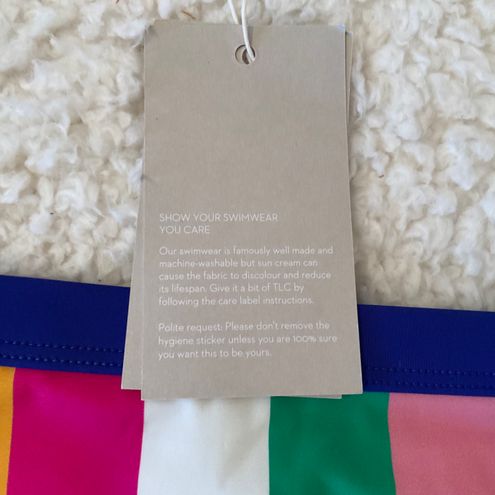 SHOW YOUR SWIMWEAR
YOU CARE
Our swimwear is famously well made and
machine-washable but sun cream can
cause the fabric to discolour and reduce
its lifespan. Give it a bit of TLC by
following the care label instructions.
Polite request: Please don't remove the
hygiene sticker unless you are 100% sure
you want this to be yours.